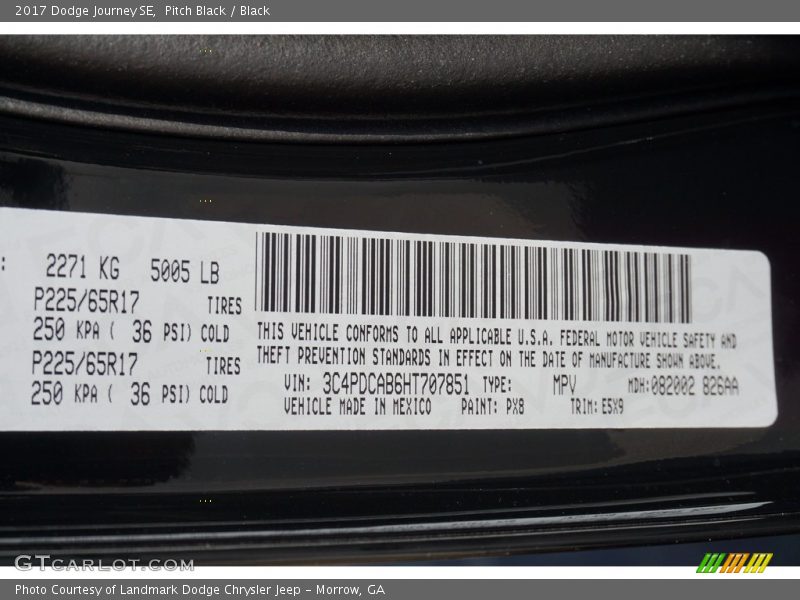 2017 Dodge Journey SE, Pitch Black / Black
: 2271 KG 5005 LB
P225/65R17 TIRES
250 KPA ( 36 PSI) COLD
P225/65R17 TIRES
250 KPA ( 36 PSI) COLD
THIS VEHICLE CONFORMS TO ALL APPLICABLE U.S.A. FEDERAL MOTOR VEHICLE SAFETY AND
THEFT PREVENTION STANDARDS IN EFFECT ON THE DATE OF MANUFACTURE SHOWN ABOVE.
VIN: 3C4PDCAB6HT707851 TYPE: MPV MDH:082002 826AA
VEHICLE MADE IN MEXICO PAINT: PX8 TRIM: E5X9
GTcarlot.com
Photo Courtesy of Landmark Dodge Chrysler Jeep – Morrow, GA